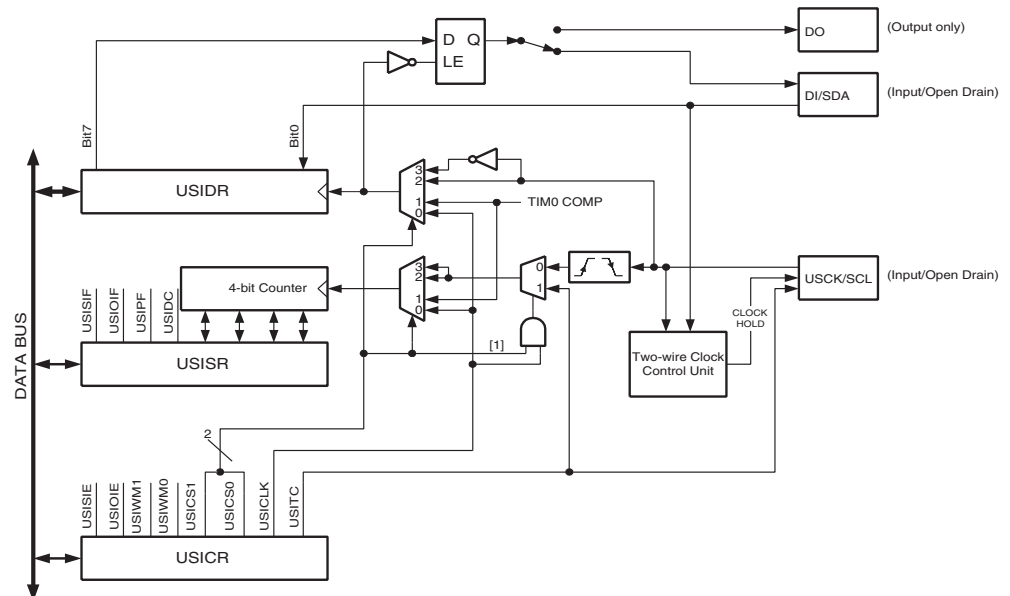 D Q
LE
DO
(Output only)
DI/SDA
(Input/Open Drain)
Bit7
Bit0
USIDR
3
2
1
0
TIM0 COMP
DATA BUS
4-bit Counter
3
2
1
0
0
1
USCK/SCL
(Input/Open Drain)
CLOCK
HOLD
USISIF
USIOIF
USIPF
USIDC
[1]
Two-wire Clock
Control Unit
USISR
2
USISIE
USIOIE
USIWM1
USIWM0
USICS1
USICS0
USICLK
USITC
USICR